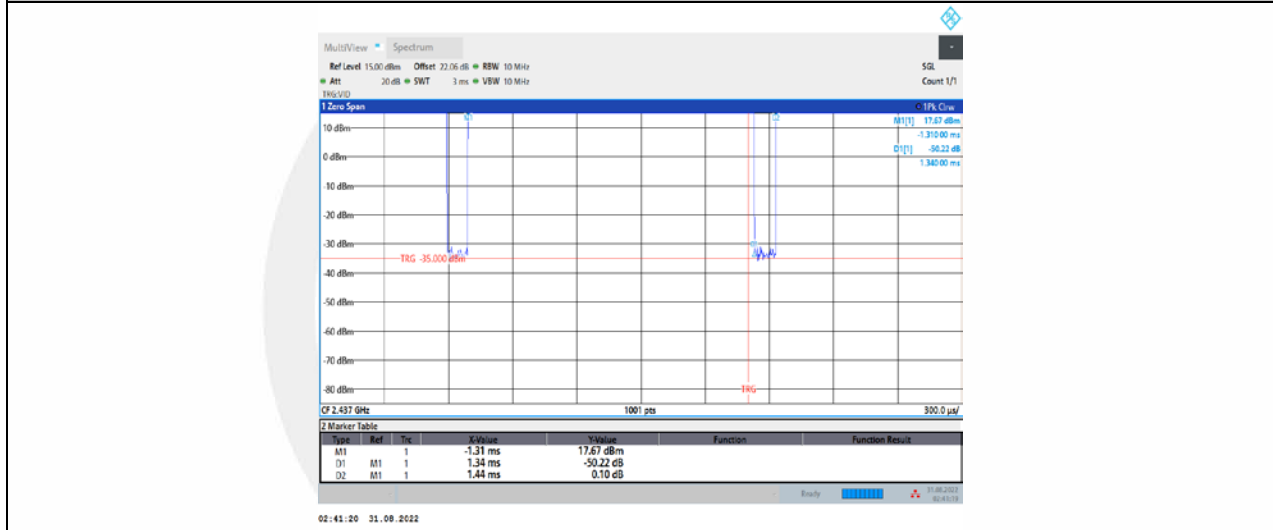 MultiView Spectrum
Ref Level 15.00 dBm Offset 22.06 dB RBW 10 MHz SGL
Att 20 dB SWT 3 ms VBW 10 MHz Count 1/1
TRG:VID
1 Zero Span 1Pk Clrw
M1[1] 17.67 dBm
-1.310 00 ms
D1[1] -50.22 dB
1.340 00 ms
10 dBm
0 dBm
-10 dBm
-20 dBm
-30 dBm
TRG -35.000 dBm
-40 dBm
-50 dBm
-60 dBm
-70 dBm
-80 dBm
TRG
CF 2.437 GHz 1001 pts 300.0 µs/
2 Marker Table
Type Ref Trc X-Value Y-Value Function Function Result
M1 1 -1.31 ms 17.67 dBm
D1 M1 1 1.34 ms -50.22 dB
D2 M1 1 1.44 ms 0.10 dB
Ready
02:41:20 31.08.2022